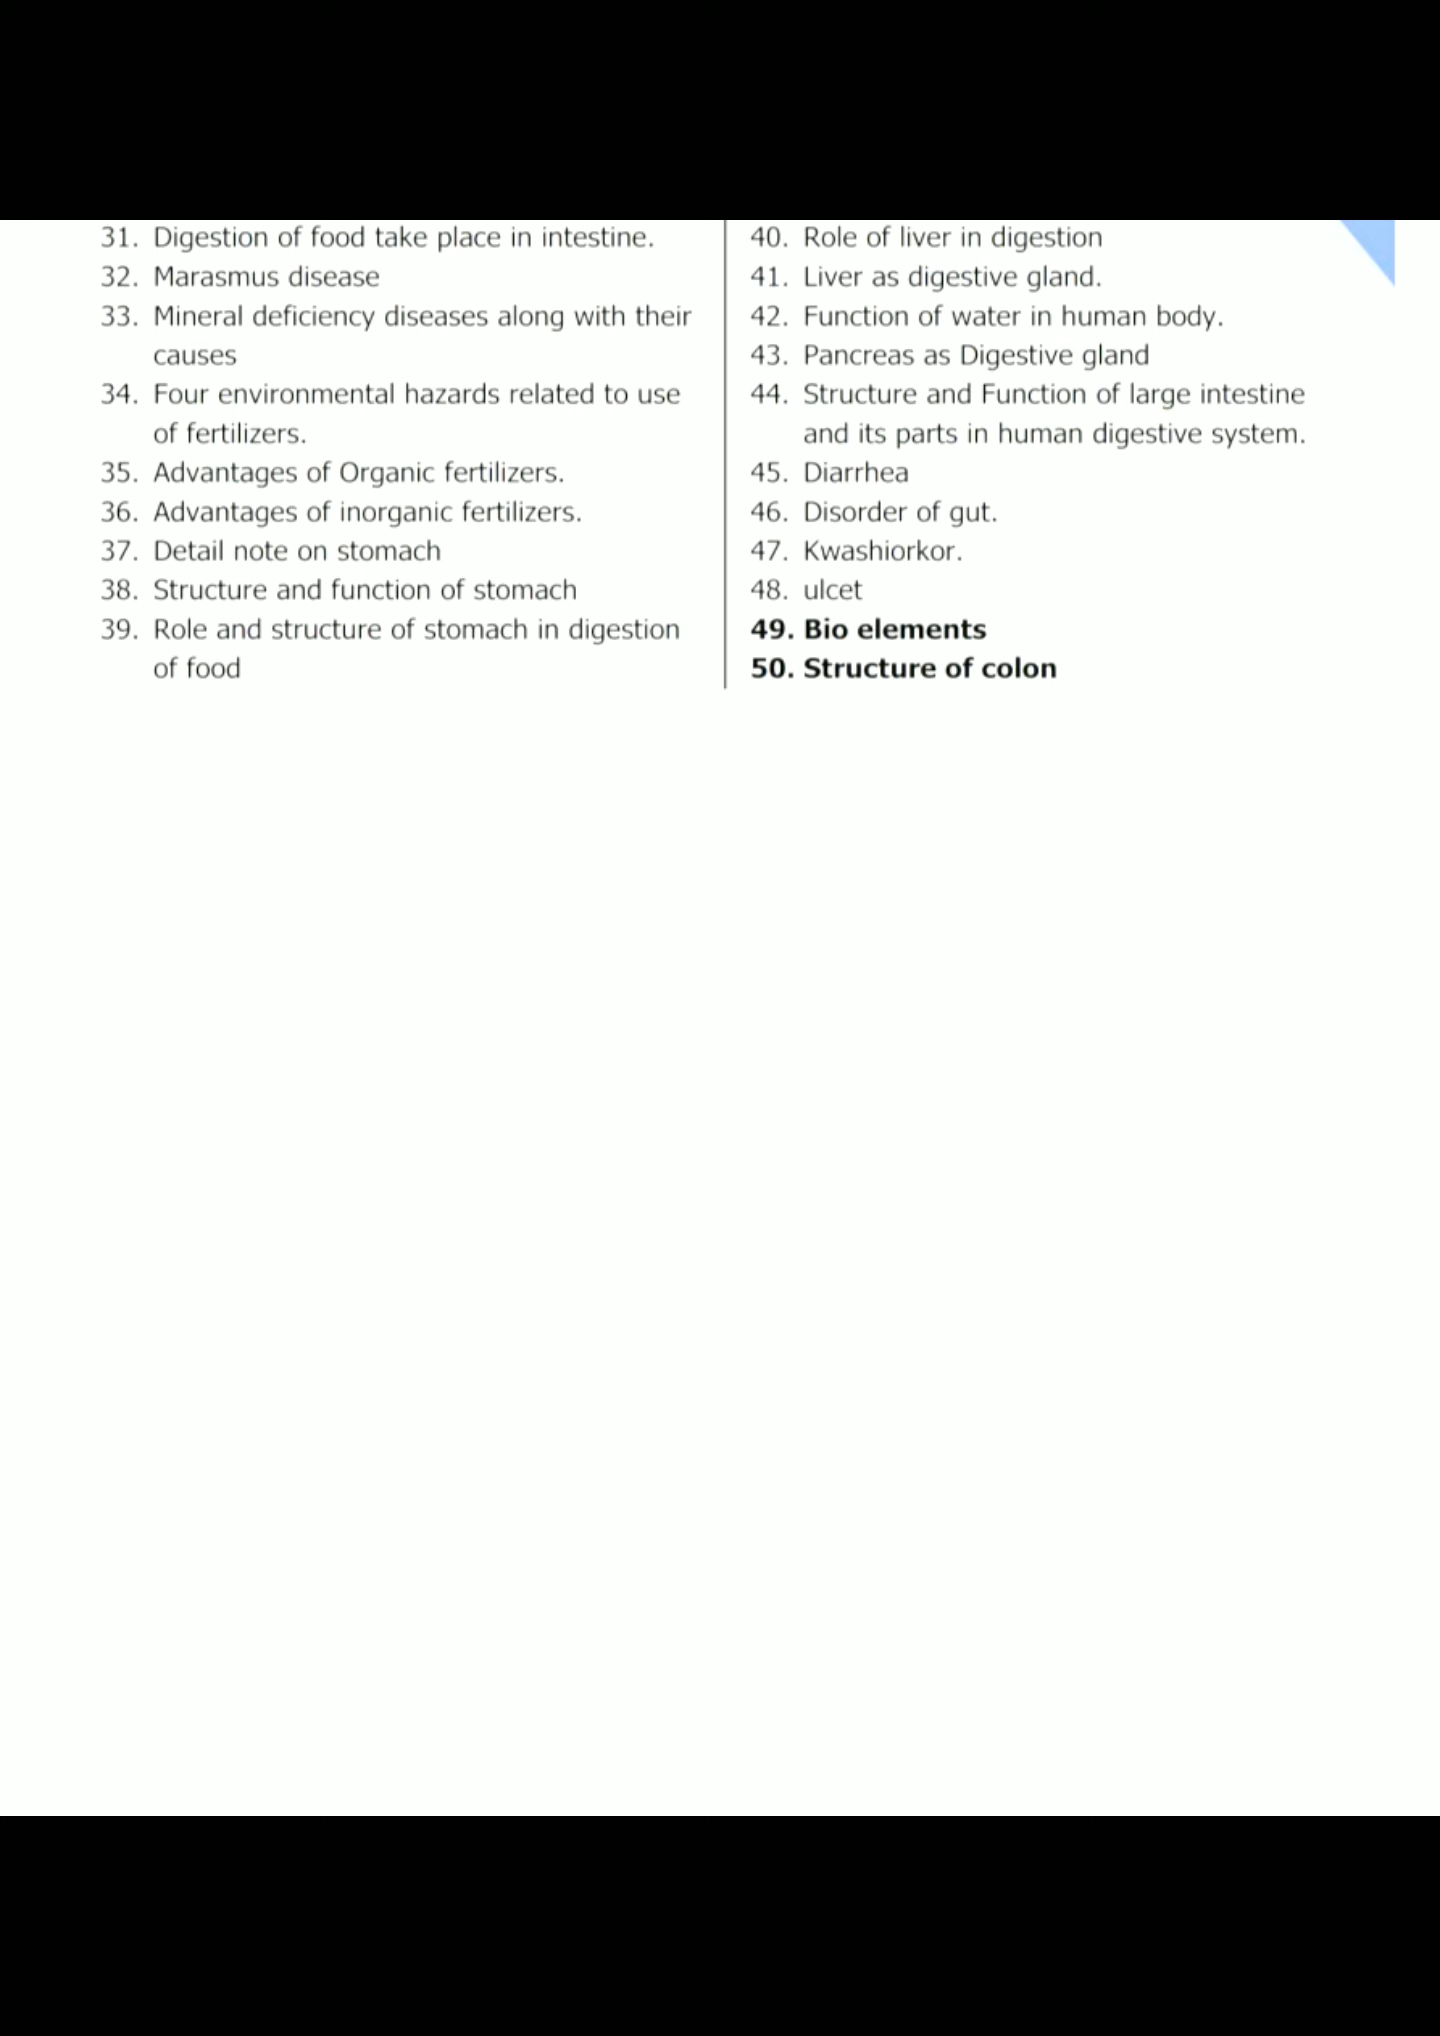 31. Digestion of food take place in intestine.
32. Marasmus disease
33. Mineral deficiency diseases along with their
causes
34. Four environmental hazards related to use
of fertilizers.
35. Advantages of Organic fertilizers.
36. Advantages of inorganic fertilizers.
37. Detail note on stomach
38. Structure and function of stomach
39. Role and structure of stomach in digestion
of food
40. Role of liver in digestion
41. Liver as digestive gland.
42. Function of water in human body.
43. Pancreas as Digestive gland
44. Structure and Function of large intestine
and its parts in human digestive system.
45. Diarrhea
46. Disorder of gut.
47. Kwashiorkor.
48. ulcet
49. Bio elements
50. Structure of colon